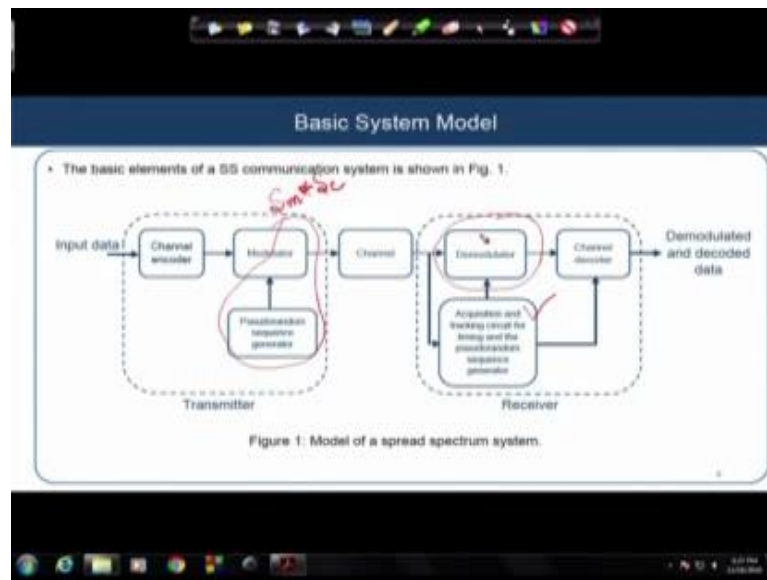 Basic System Model
• The basic elements of a SS communication system is shown in Fig. 1.
Sm * Sc
Input data
Channel
encoder
Modulator
Pseudorandom
sequence
generator
Transmitter
Channel
Demodulator
Acquisition and
tracking circuit for
timing and the
pseudorandom
sequence
generator
Channel
decoder
Receiver
Demodulated
and decoded
data
Figure 1: Model of a spread spectrum system.